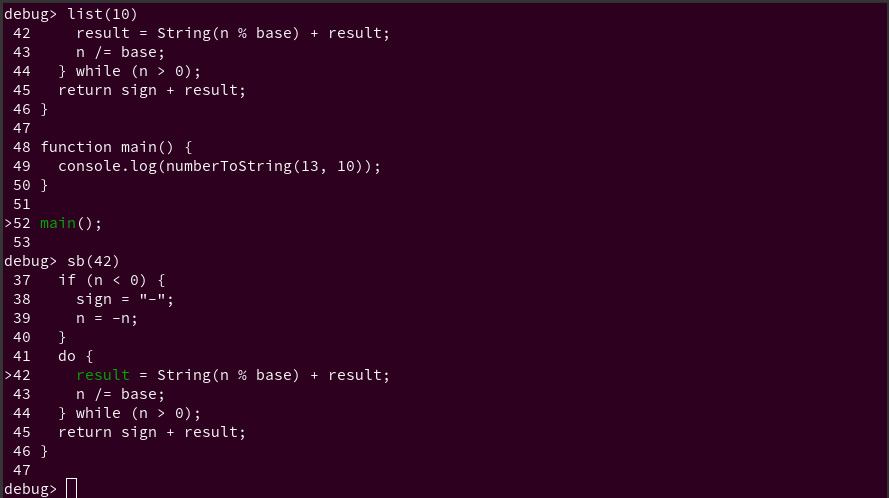 debug> list(10)
 42     result = String(n % base) + result;
 43     n /= base;
 44   } while (n > 0);
 45   return sign + result;
 46 }
 47
 48 function main() {
 49   console.log(numberToString(13, 10));
 50 }
 51
>52 main();
 53
debug> sb(42)
 37   if (n < 0) {
 38     sign = "-";
 39     n = -n;
 40   }
 41   do {
>42     result = String(n % base) + result;
 43     n /= base;
 44   } while (n > 0);
 45   return sign + result;
 46 }
 47
debug>